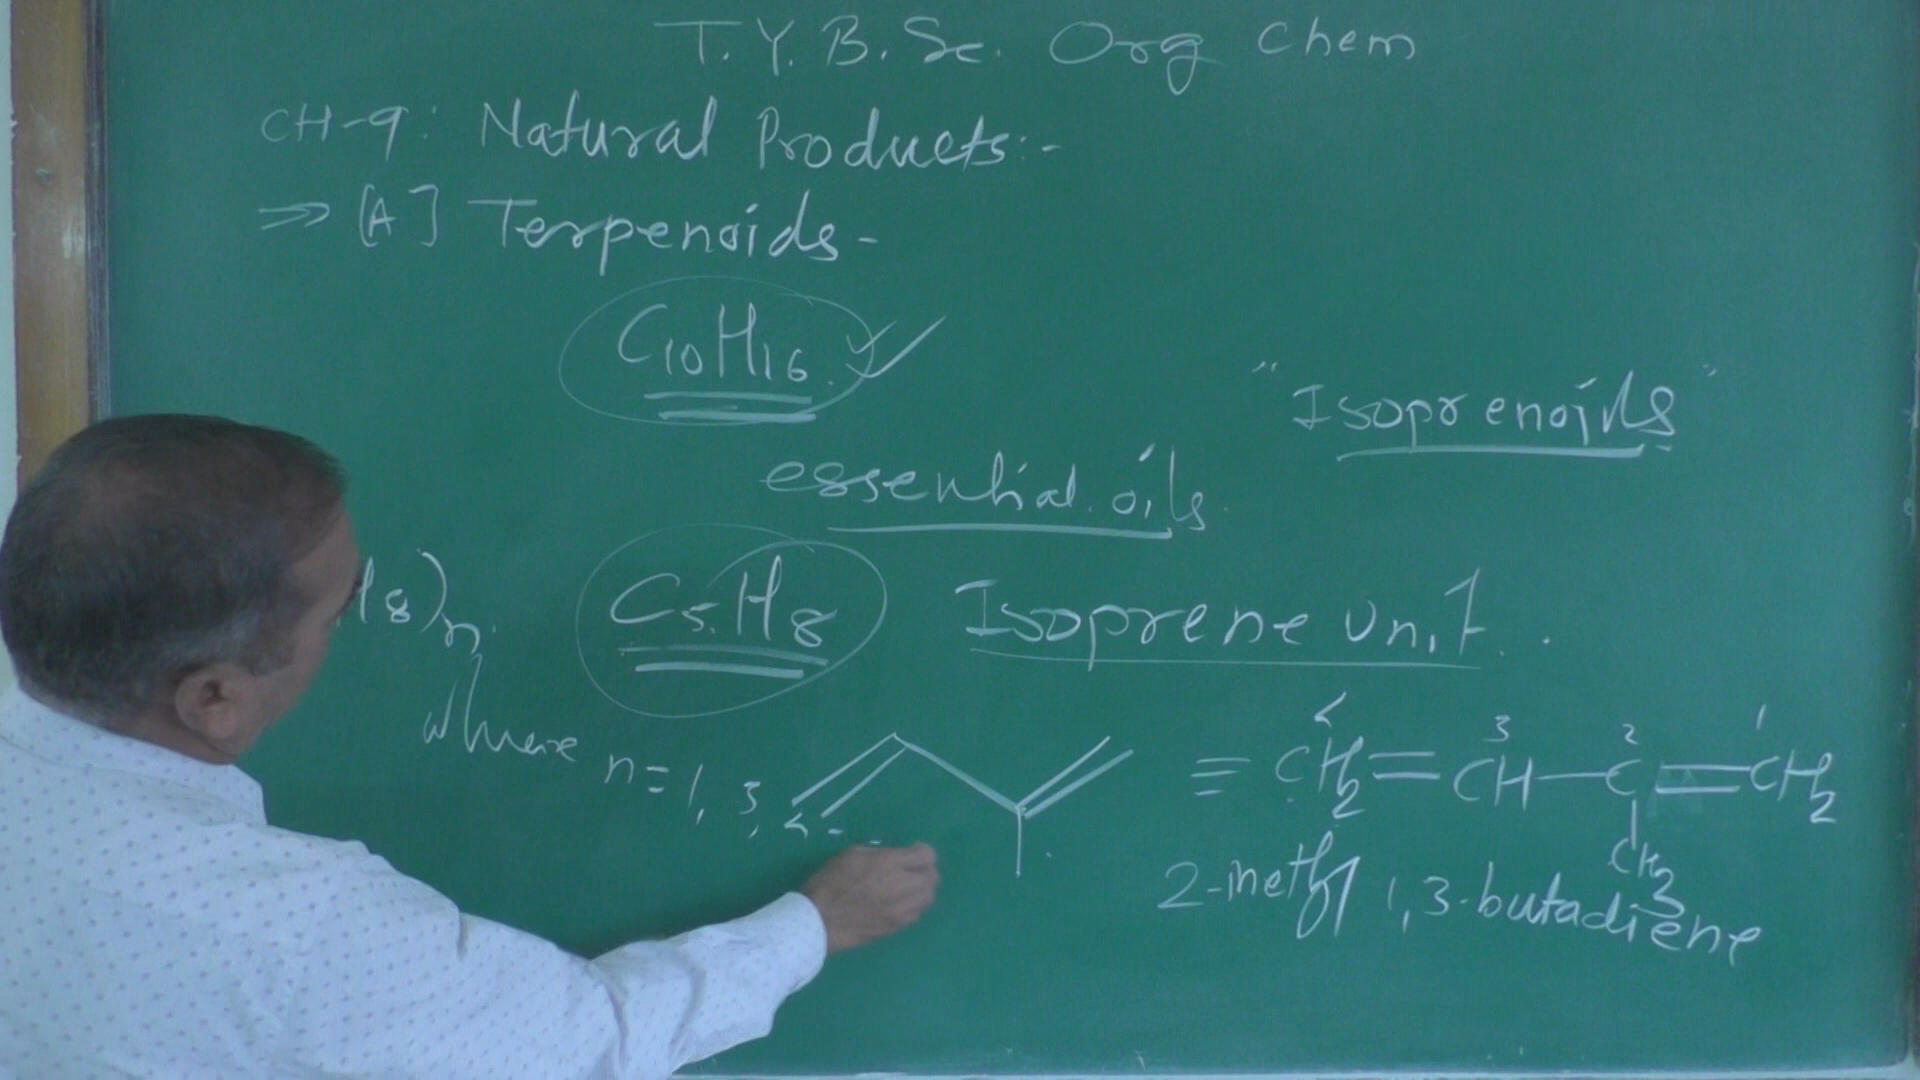 T.Y.B.Sc. Org Chem
CH-9: Natural Products:-
⇒ [A] Terpenoids-
C10H16.
"Isoprenoids"
essential oils.
8)n. C5H8 Isoprene unit.
where n=1, 3, 4--
4 3 2 1
≡ CH2=CH-C=CH2
CH3
2-methyl 1,3-butadiene